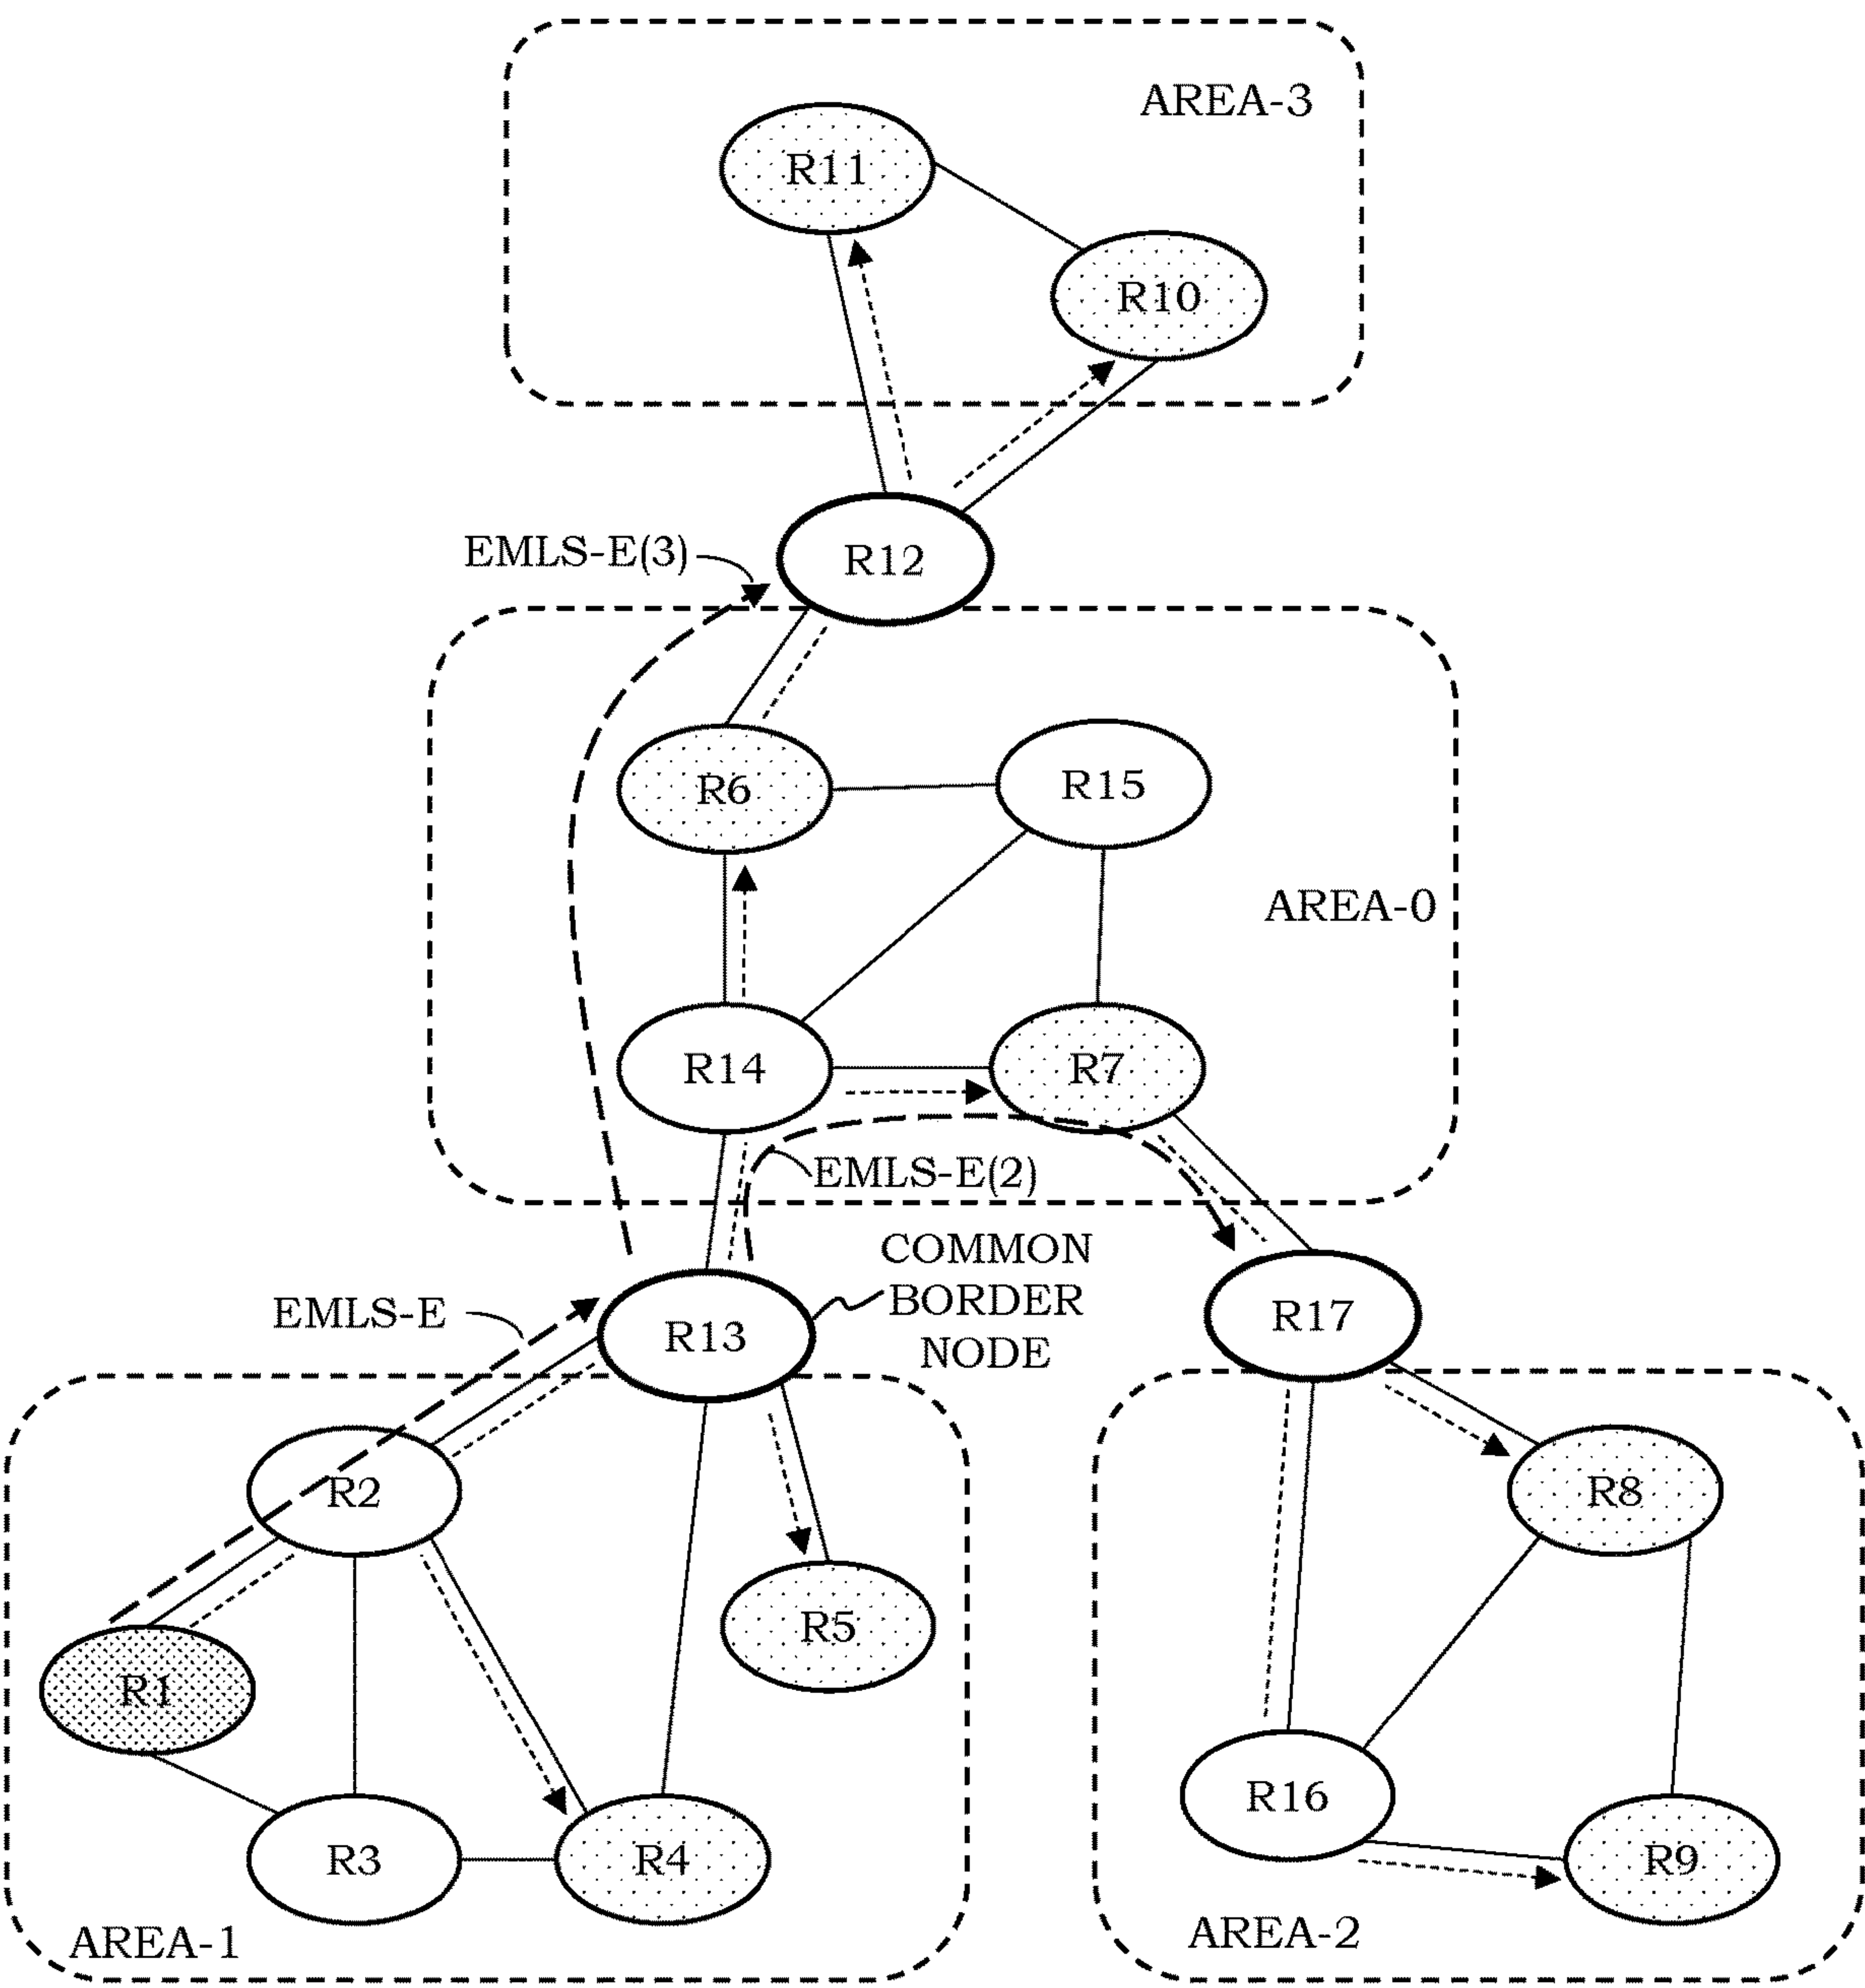 AREA-3
R11
R10
EMLS-E(3)
R12
R6
R15
AREA-0
R14
R7
EMLS-E(2)
COMMON
BORDER
NODE
EMLS-E
R13
R17
R2
R8
R5
R1
R16
R3
R4
R9
AREA-1
AREA-2